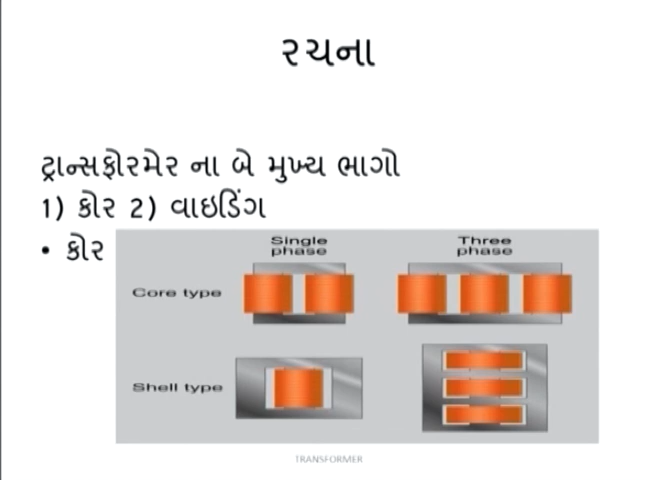 રચના
ટ્રાન્સફોરમેર ના બે મુખ્ય ભાગો
1) કોર 2) વાઇડિંગ
• કોર
Single phase
Three phase
Core type
Shell type
TRANSFORMER